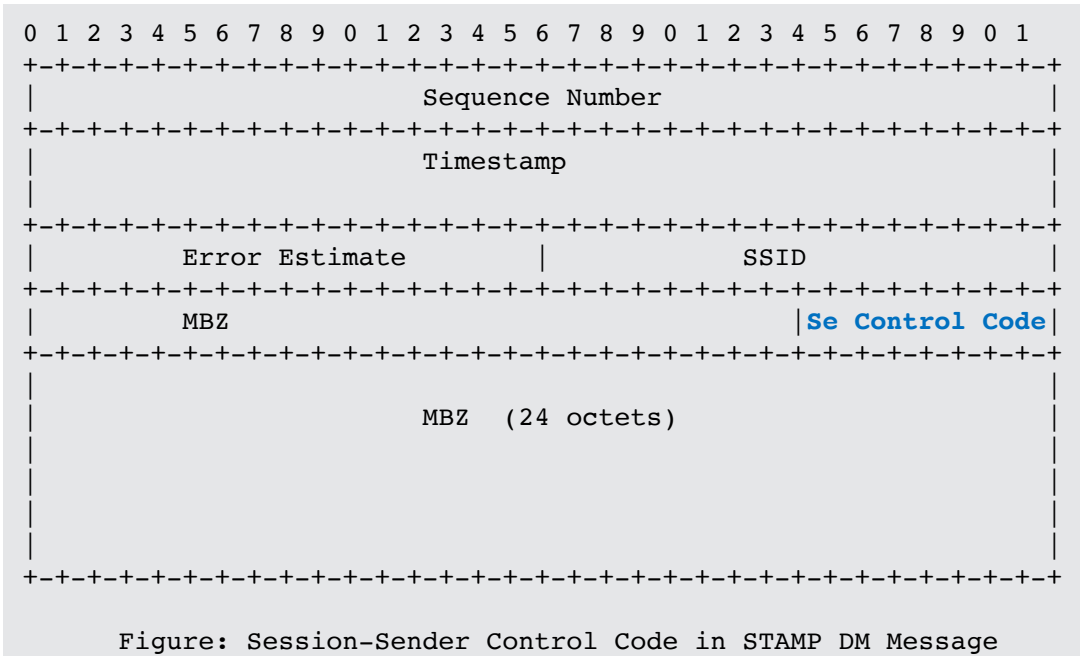 0 1 2 3 4 5 6 7 8 9 0 1 2 3 4 5 6 7 8 9 0 1 2 3 4 5 6 7 8 9 0 1
+-+-+-+-+-+-+-+-+-+-+-+-+-+-+-+-+-+-+-+-+-+-+-+-+-+-+-+-+-+-+-+-+
|                        Sequence Number                        |
+-+-+-+-+-+-+-+-+-+-+-+-+-+-+-+-+-+-+-+-+-+-+-+-+-+-+-+-+-+-+-+-+
|                        Timestamp                              |
|                                                               |
+-+-+-+-+-+-+-+-+-+-+-+-+-+-+-+-+-+-+-+-+-+-+-+-+-+-+-+-+-+-+-+-+
|         Error Estimate        |            SSID               |
+-+-+-+-+-+-+-+-+-+-+-+-+-+-+-+-+-+-+-+-+-+-+-+-+-+-+-+-+-+-+-+-+
|         MBZ                                   |Se Control Code|
+-+-+-+-+-+-+-+-+-+-+-+-+-+-+-+-+-+-+-+-+-+-+-+-+-+-+-+-+-+-+-+-+
|                                                               |
|                        MBZ  (24 octets)                       |
|                                                               |
|                                                               |
|                                                               |
|                                                               |
+-+-+-+-+-+-+-+-+-+-+-+-+-+-+-+-+-+-+-+-+-+-+-+-+-+-+-+-+-+-+-+-+
Figure: Session-Sender Control Code in STAMP DM Message